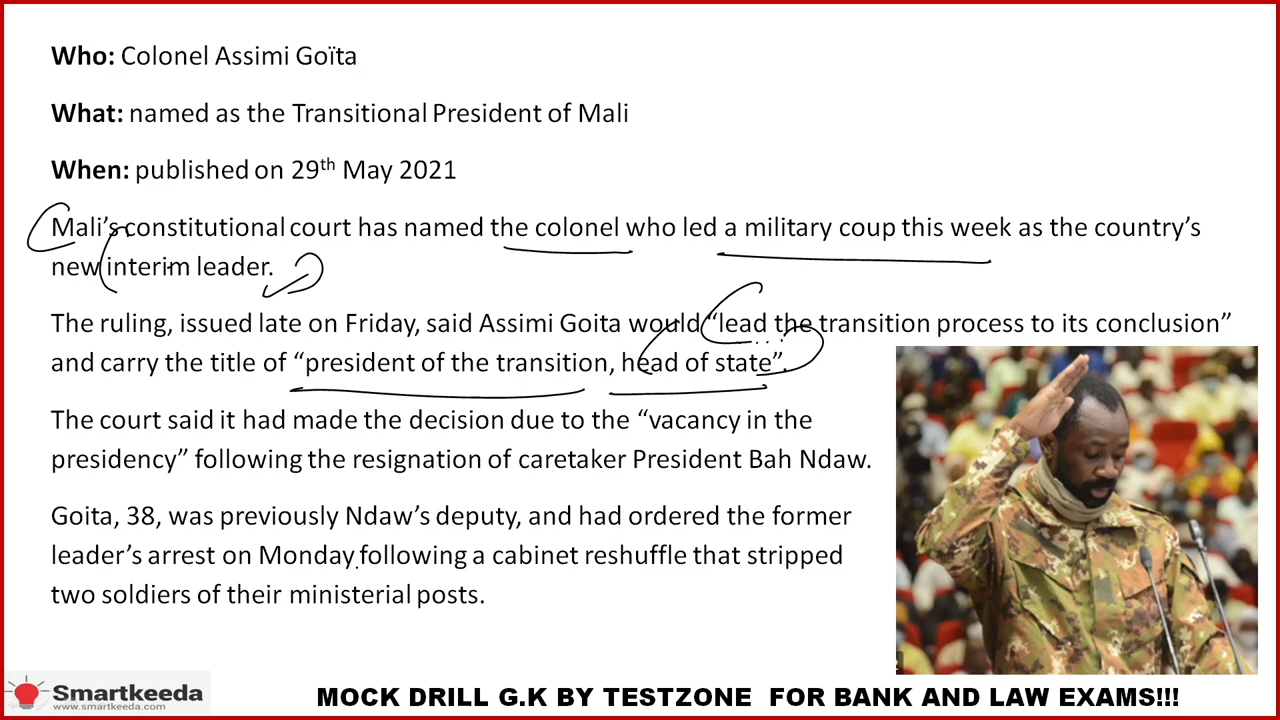 Who: Colonel Assimi Goïta
What: named as the Transitional President of Mali
When: published on 29th May 2021
Mali's constitutional court has named the colonel who led a military coup this week as the country's
new interim leader.
The ruling, issued late on Friday, said Assimi Goita would “lead the transition process to its conclusion”
and carry the title of “president of the transition, head of state”.
The court said it had made the decision due to the “vacancy in the
presidency” following the resignation of caretaker President Bah Ndaw.
Goita, 38, was previously Ndaw's deputy, and had ordered the former
leader's arrest on Monday following a cabinet reshuffle that stripped
two soldiers of their ministerial posts.
Smartkeeda
www.smartkeeda.com
MOCK DRILL G.K BY TESTZONE FOR BANK AND LAW EXAMS!!!